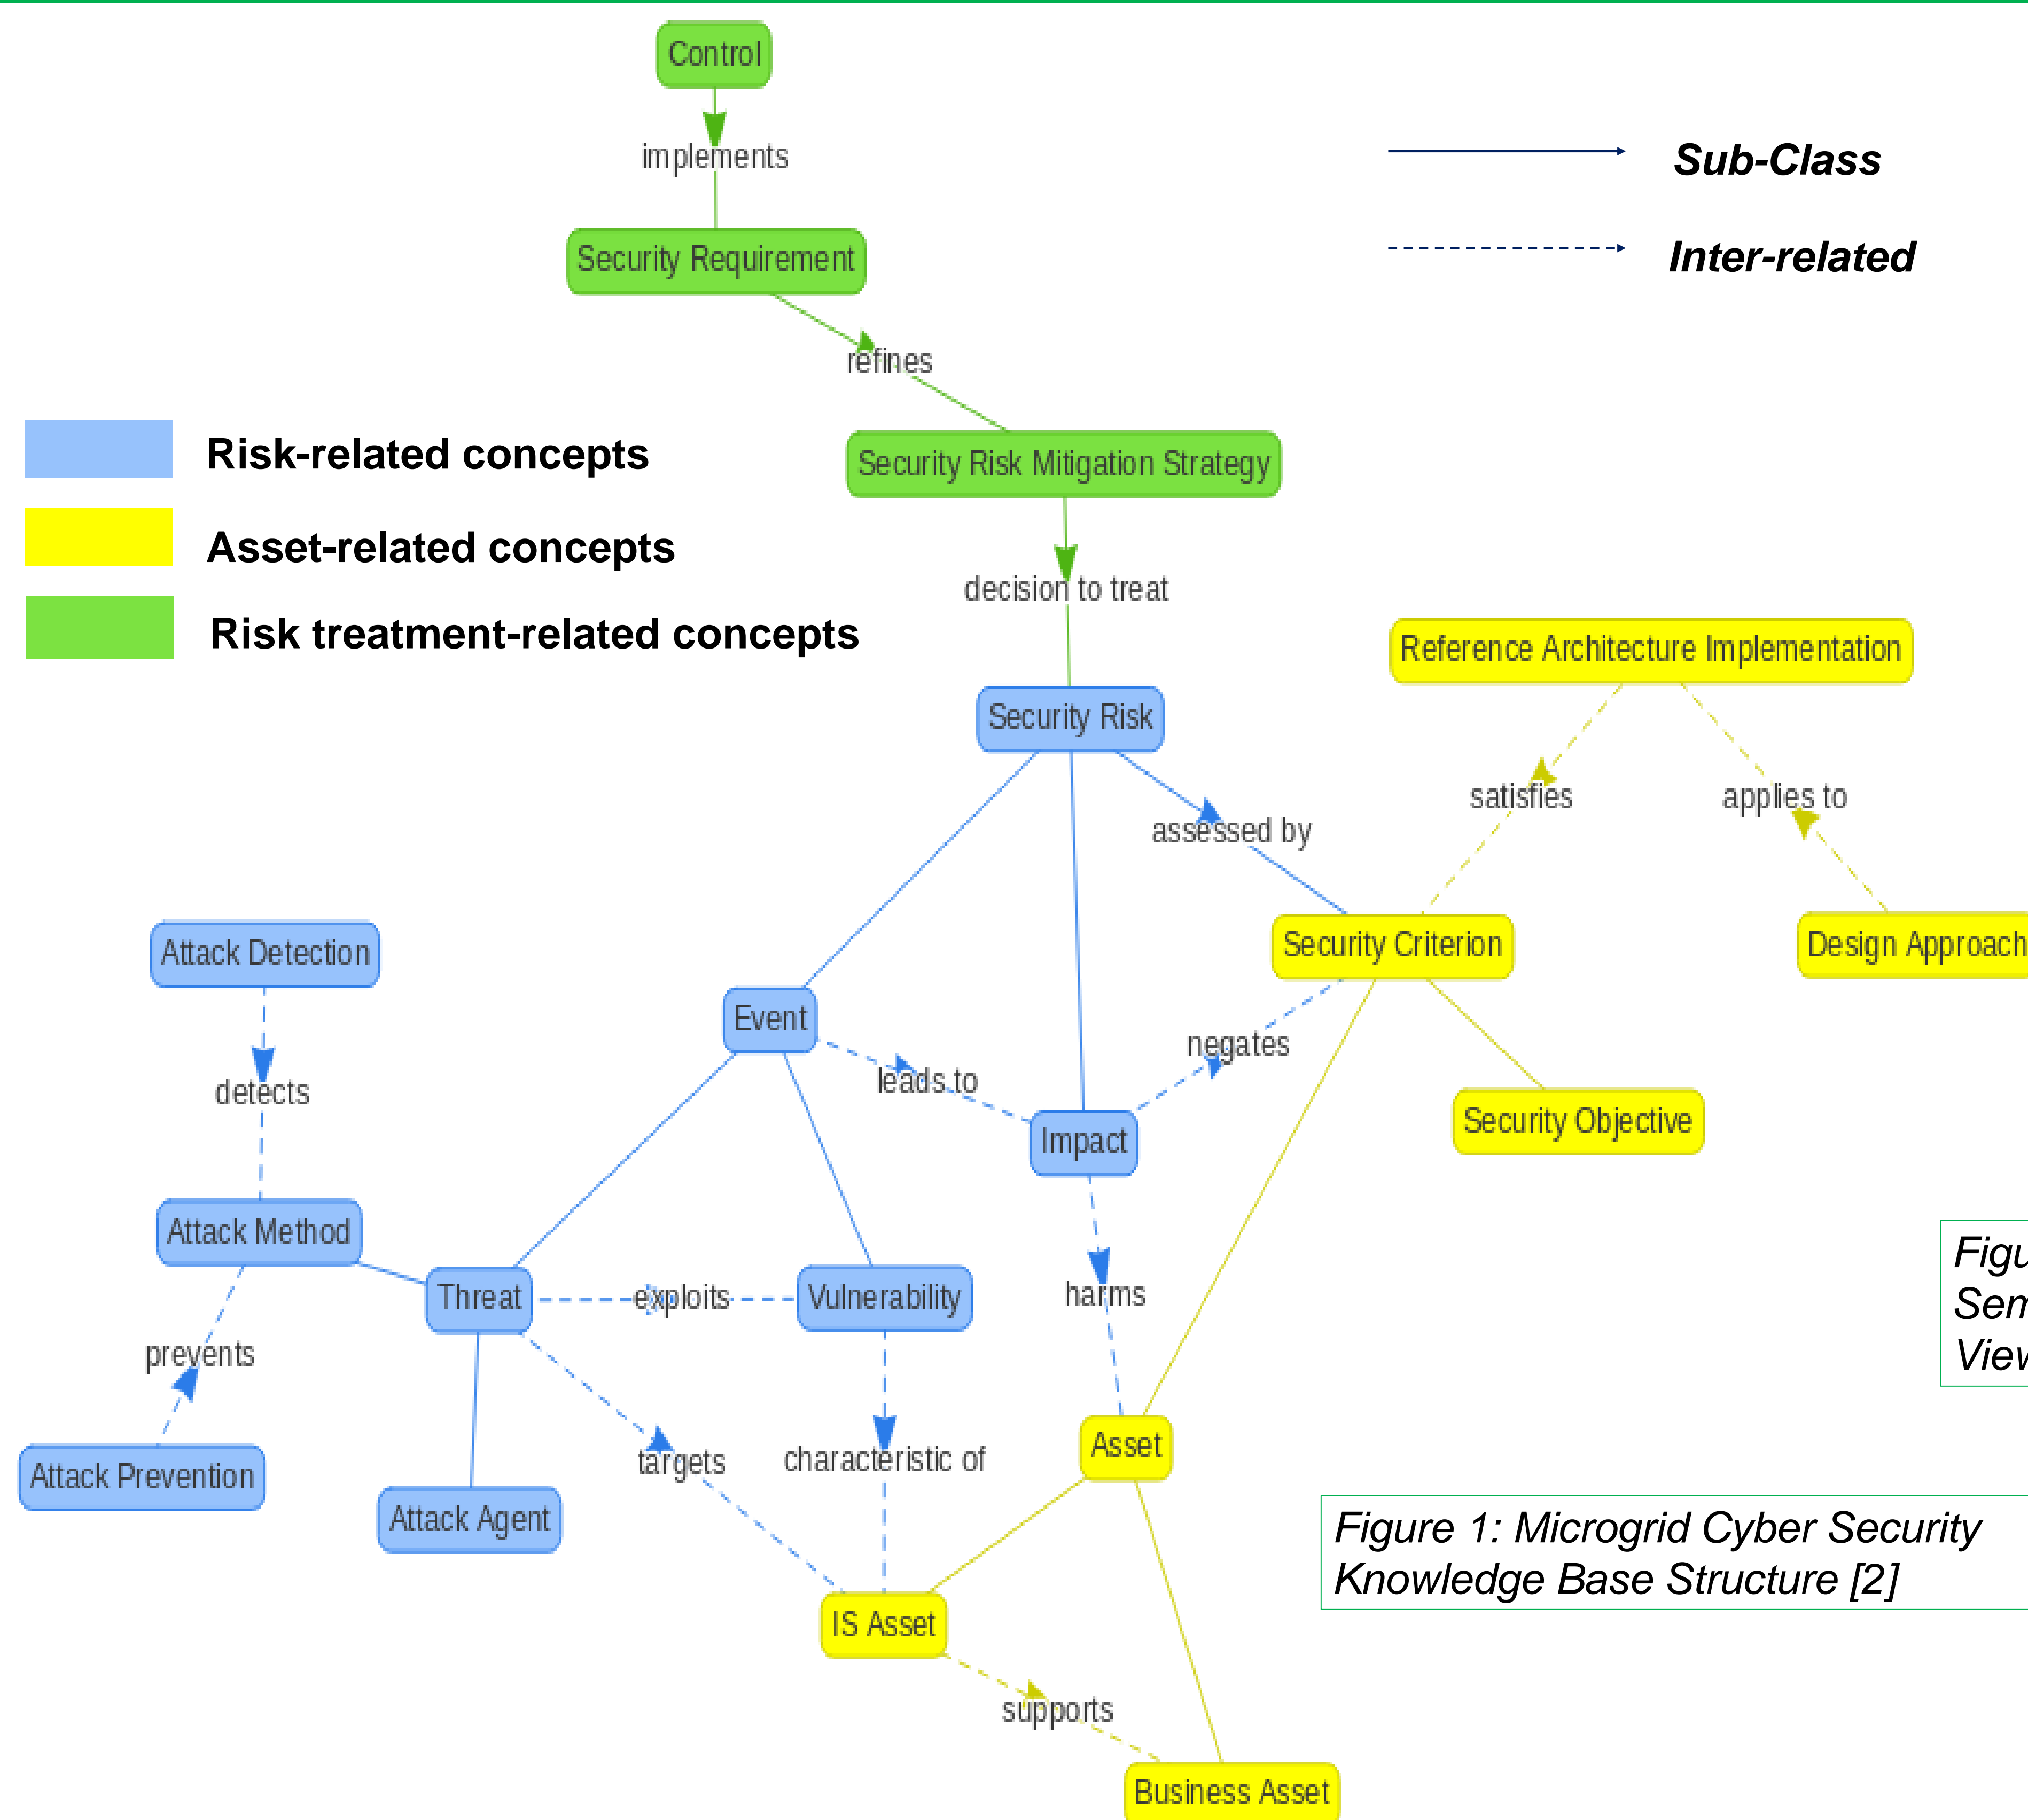 Control
implements
Sub-Class
Security Requirement
Inter-related
refines
Risk-related concepts
Security Risk Mitigation Strategy
Asset-related concepts
decision to treat
Risk treatment-related concepts
Reference Architecture Implementation
Security Risk
satisfies
applies to
assessed by
Attack Detection
Security Criterion
Design Approach
Event
negates
leads to
detects
Security Objective
Impact
Attack Method
Threat
exploits
Vulnerability
harms
prevents
Asset
targets
characteristic of
Attack Prevention
Attack Agent
Figure 1: Microgrid Cyber Security
Knowledge Base Structure [2]
IS Asset
supports
Business Asset